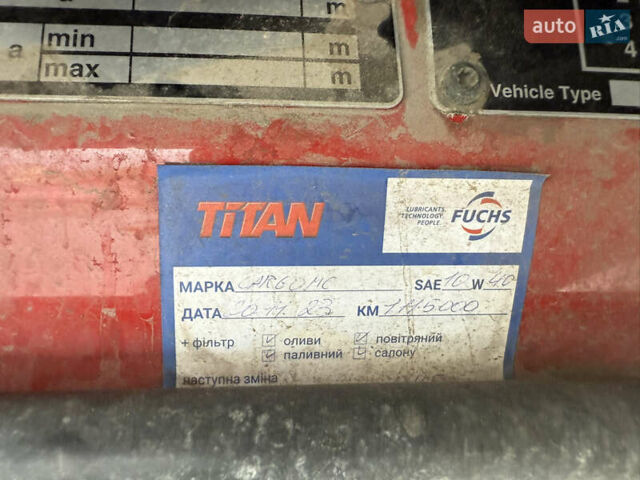 auto RIA .com
a min m
max m
4
Vehicle Type
TITAN
LUBRICANTS.
TECHNOLOGY.
PEOPLE.
FUCHS
МАРКА CARGO MC SAE 10 W 40
ДАТА 20.11.23 КМ
+ фільтр ☑ оливи ☑ повітряний
☑ паливний ☑ салону
наступна зміна